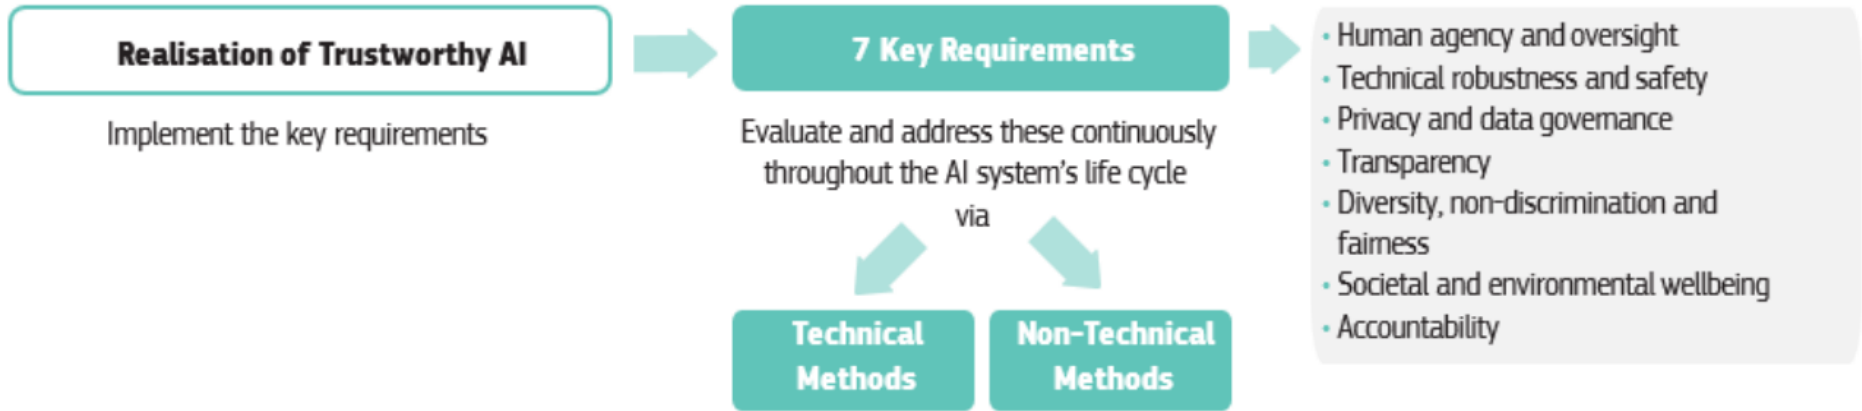 Realisation of Trustworthy AI
Implement the key requirements
7 Key Requirements
Evaluate and address these continuously
throughout the AI system's life cycle
via
Technical
Methods
Non-Technical
Methods
• Human agency and oversight
• Technical robustness and safety
• Privacy and data governance
• Transparency
• Diversity, non-discrimination and
fairness
• Societal and environmental wellbeing
• Accountability